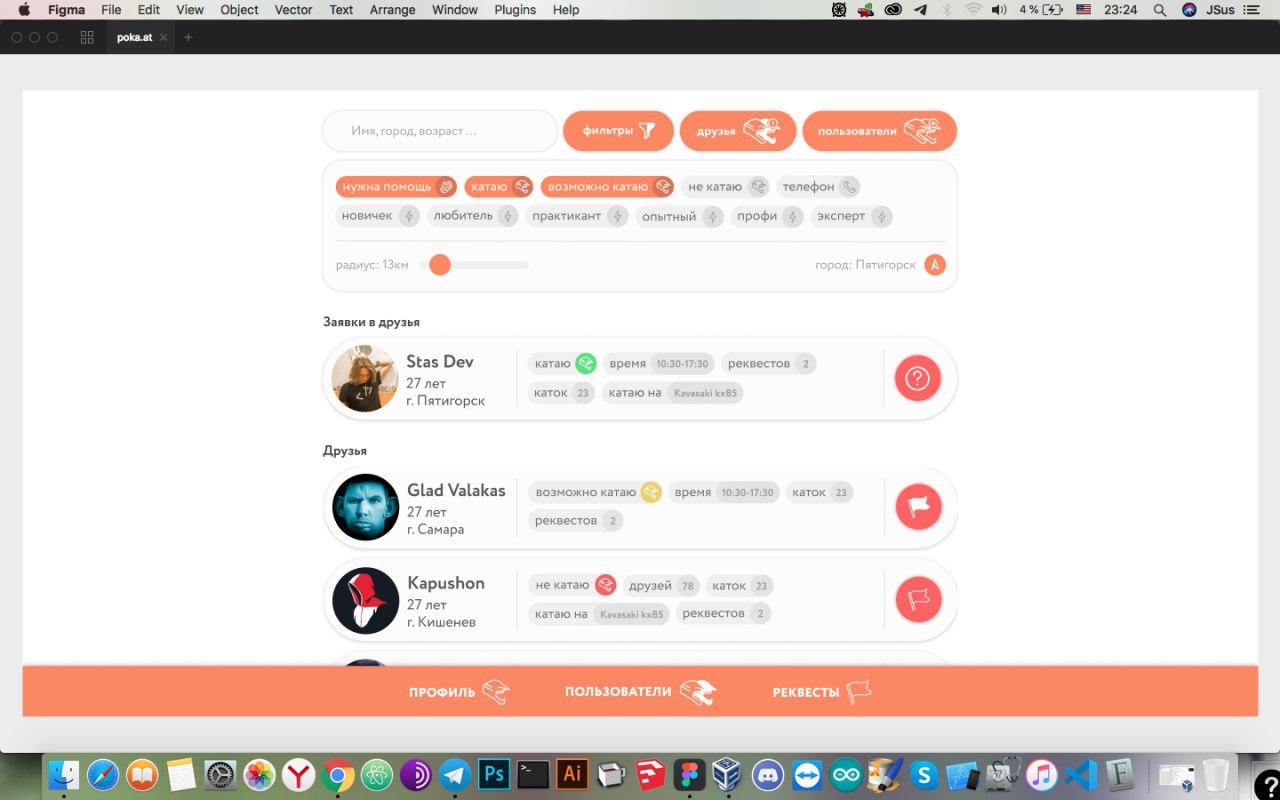 Figma File Edit View Object Vector Text Arrange Window Plugins Help 4 % 23:24 JSus
poka.at
Имя, город, возраст ... фильтры друзья пользователи
нужна помощь катаю возможно катаю не катаю телефон
новичек любитель практикант опытный профи эксперт
радиус: 13км город: Пятигорск
Заявки в друзья
Stas Dev
27 лет
г. Пятигорск
катаю время 10:30-17:30 реквестов 2
каток 23 катаю на Kavasaki kx85
Друзья
Glad Valakas
27 лет
г. Самара
возможно катаю время 10:30-17:30 каток 23
реквестов 2
Kapushon
27 лет
г. Кишенев
не катаю друзей 78 каток 23
катаю на Kavasaki kx85 реквестов 2
ПРОФИЛЬ ПОЛЬЗОВАТЕЛИ РЕКВЕСТЫ
Ps Ai